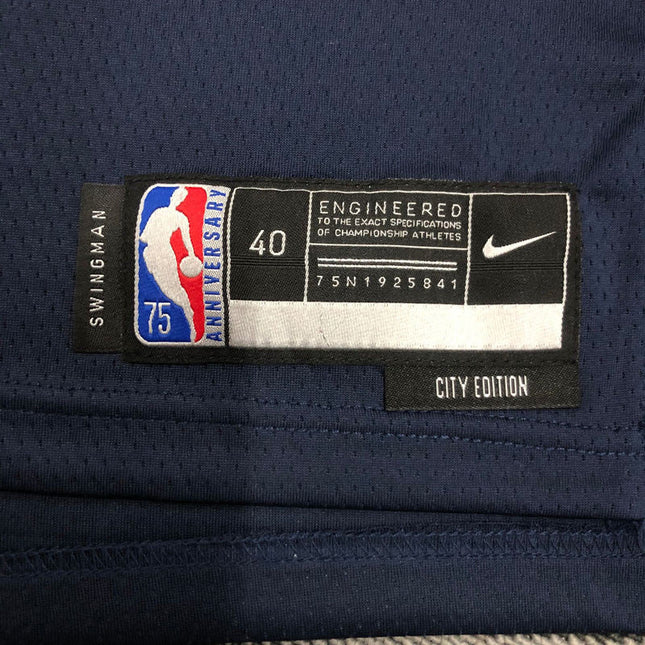 SWINGMAN
75
ANNIVERSARY
40
ENGINEERED
TO THE EXACT SPECIFICATIONS
OF CHAMPIONSHIP ATHLETES
75N1925841
CITY EDITION